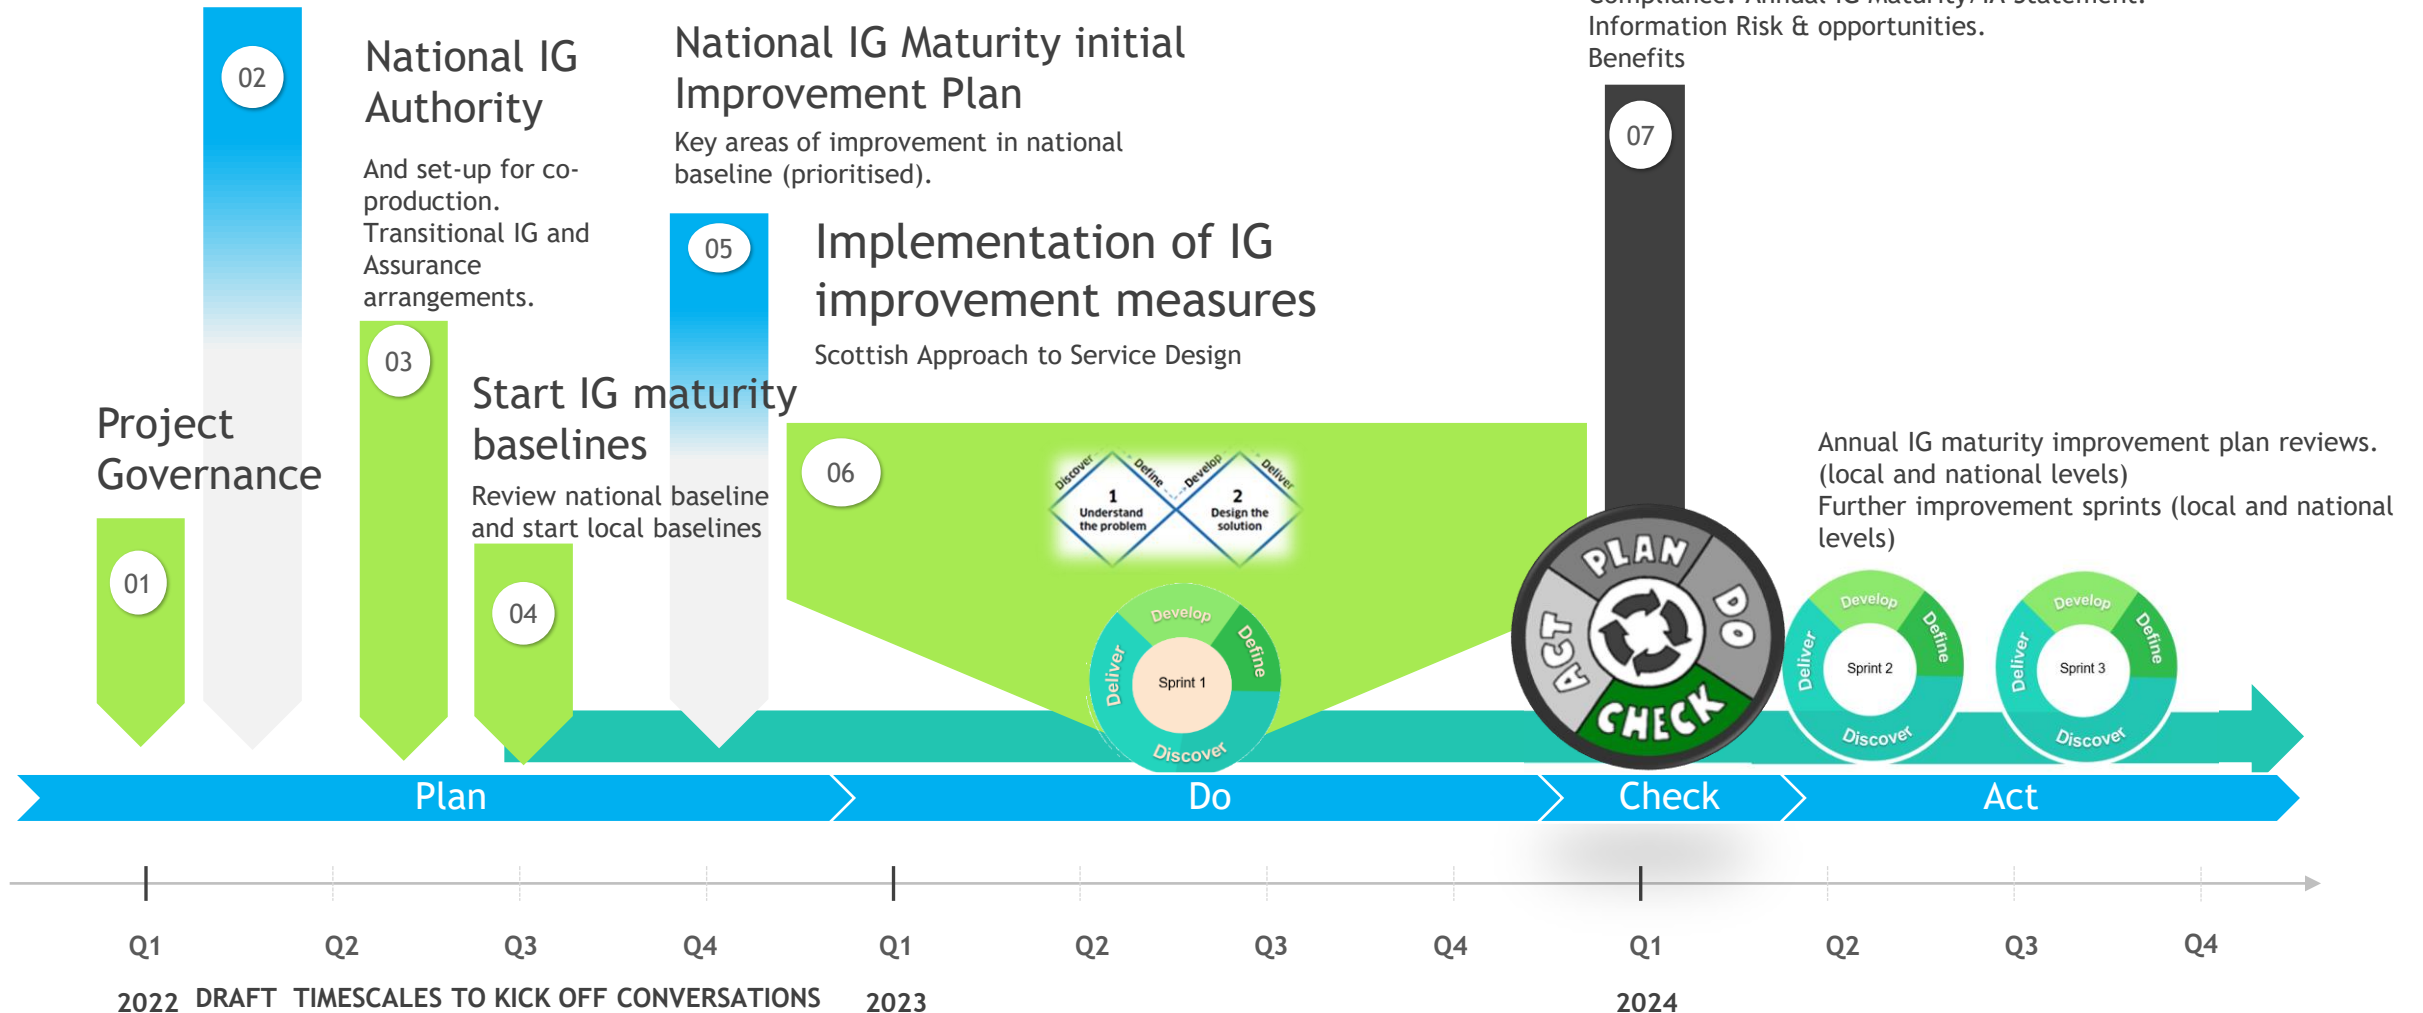 Information Risk & opportunities.
Benefits
02
National IG
Authority
And set-up for co-
production.
Transitional IG and
Assurance
arrangements.
National IG Maturity initial
Improvement Plan
Key areas of improvement in national
baseline (prioritised).
05
Implementation of IG
improvement measures
Scottish Approach to Service Design
07
03
Start IG maturity
baselines
Review national baseline
and start local baselines
Project
Governance
01
04
06
Discover
Define
Develop
Deliver
1
Understand
the problem
2
Design the
solution
Annual IG maturity improvement plan reviews.
(local and national levels)
Further improvement sprints (local and national
levels)
Develop
Define
Deliver
Sprint 1
Discover
PLAN
DO
ACT
CHECK
Develop
Define
Deliver
Sprint 2
Discover
Develop
Define
Deliver
Sprint 3
Discover
Plan
Do
Check
Act
Q1
Q2
Q3
Q4
Q1
Q2
Q3
Q4
Q1
Q2
Q3
Q4
2022
DRAFT TIMESCALES TO KICK OFF CONVERSATIONS
2023
2024